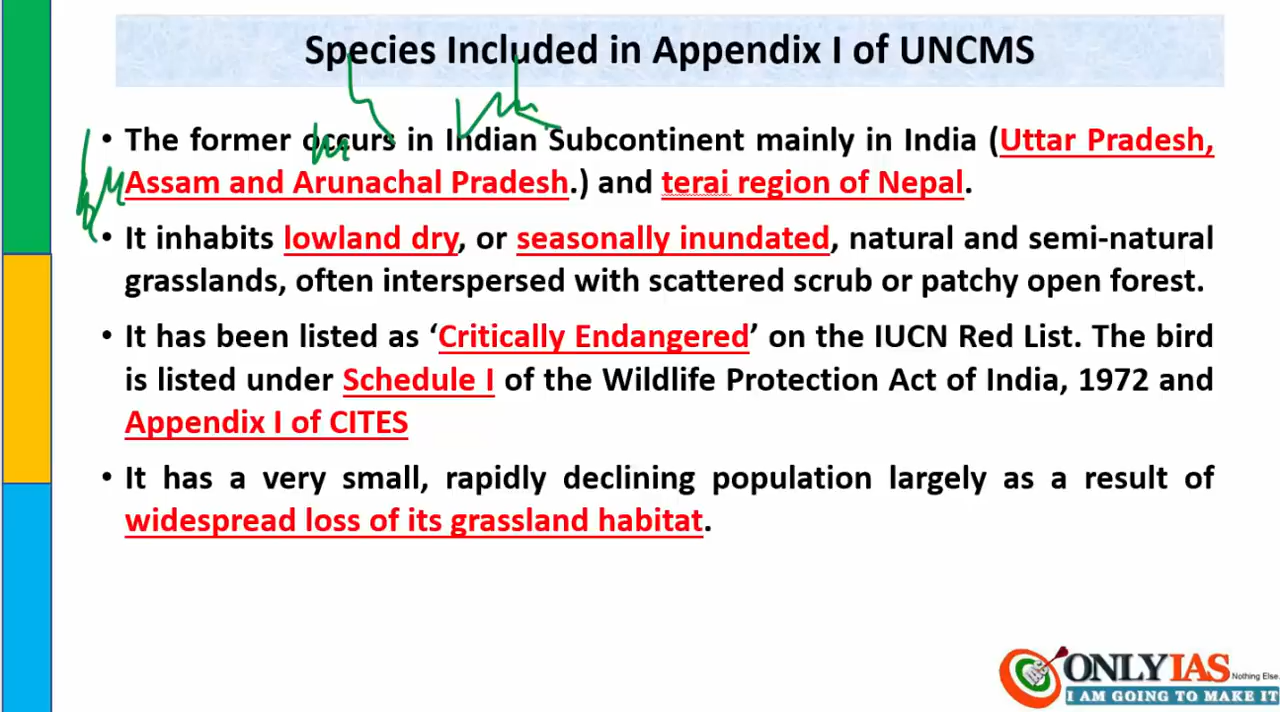 Species Included in Appendix I of UNCMS
• The former occurs in Indian Subcontinent mainly in India (Uttar Pradesh,
Assam and Arunachal Pradesh.) and terai region of Nepal.
• It inhabits lowland dry, or seasonally inundated, natural and semi-natural
grasslands, often interspersed with scattered scrub or patchy open forest.
• It has been listed as ‘Critically Endangered’ on the IUCN Red List. The bird
is listed under Schedule I of the Wildlife Protection Act of India, 1972 and
Appendix I of CITES
• It has a very small, rapidly declining population largely as a result of
widespread loss of its grassland habitat.
ONLYIAS
Nothing Else.
I AM GOING TO MAKE IT